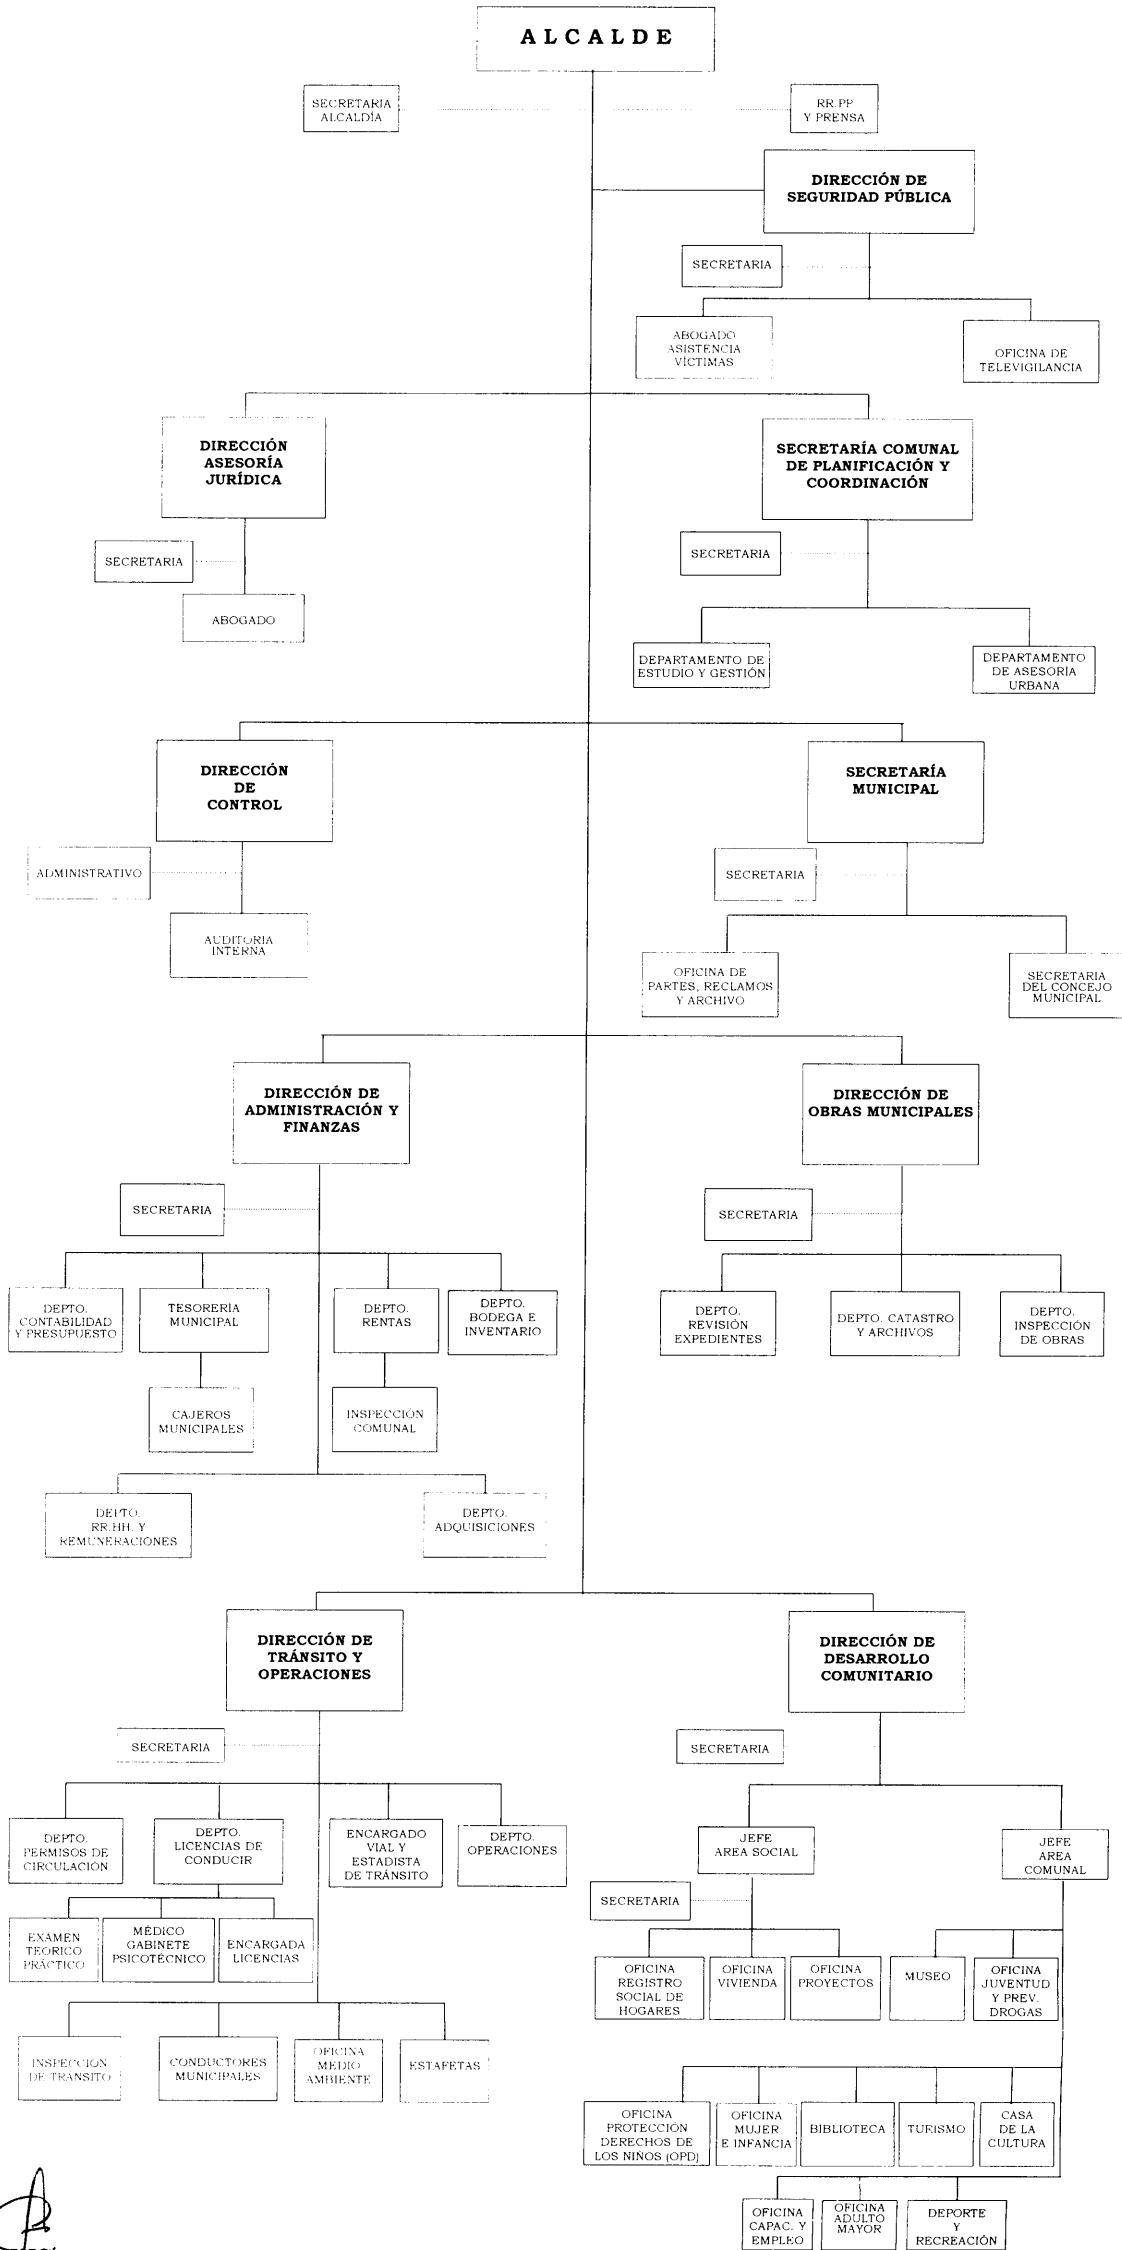 ALCALDE
SECRETARIA
ALCALDÍA
RR.PP
Y PRENSA
DIRECCIÓN DE
SEGURIDAD PÚBLICA
SECRETARIA
ABOGADO
ASISTENCIA
VÍCTIMAS
OFICINA DE
TELEVIGILANCIA
DIRECCIÓN
ASESORÍA
JURÍDICA
SECRETARÍA COMUNAL
DE PLANIFICACIÓN Y
COORDINACIÓN
SECRETARIA
ABOGADO
SECRETARIA
DEPARTAMENTO DE
ESTUDIO Y GESTIÓN
DEPARTAMENTO
DE ASESORÍA
URBANA
DIRECCIÓN
DE
CONTROL
SECRETARÍA
MUNICIPAL
ADMINISTRATIVO
AUDITORIA
INTERNA
SECRETARIA
OFICINA DE
PARTES, RECLAMOS
Y ARCHIVO
SECRETARIA
DEL CONCEJO
MUNICIPAL
DIRECCIÓN DE
ADMINISTRACIÓN Y
FINANZAS
DIRECCIÓN DE
OBRAS MUNICIPALES
SECRETARIA
DEPTO.
CONTABILIDAD
Y PRESUPUESTO
TESORERÍA
MUNICIPAL
DEPTO.
RENTAS
DEPTO.
BODEGA E
INVENTARIO
CAJEROS
MUNICIPALES
INSPECCIÓN
COMUNAL
DEPTO.
RR.HH. Y
REMUNERACIONES
DEPTO.
ADQUISICIONES
SECRETARIA
DEPTO.
REVISIÓN
EXPEDIENTES
DEPTO. CATASTRO
Y ARCHIVOS
DEPTO.
INSPECCIÓN
DE OBRAS
DIRECCIÓN DE
TRÁNSITO Y
OPERACIONES
DIRECCIÓN DE
DESARROLLO
COMUNITARIO
SECRETARIA
DEPTO.
PERMISOS DE
CIRCULACIÓN
DEPTO.
LICENCIAS DE
CONDUCIR
ENCARGADO
VIAL Y
ESTADISTA
DE TRÁNSITO
DEPTO.
OPERACIONES
EXAMEN
TEORICO
PRÁCTICO
MÉDICO
GABINETE
PSICOTÉCNICO
ENCARGADA
LICENCIAS
INSPECCION
DE TRANSITO
CONDUCTORES
MUNICIPALES
OFICINA
MEDIO
AMBIENTE
ESTAFETAS
SECRETARIA
JEFE
AREA SOCIAL
JEFE
AREA
COMUNAL
SECRETARIA
OFICINA
REGISTRO
SOCIAL DE
HOGARES
OFICINA
VIVIENDA
OFICINA
PROYECTOS
MUSEO
OFICINA
JUVENTUD
Y PREV.
DROGAS
OFICINA
PROTECCIÓN
DERECHOS DE
LOS NIÑOS (OPD)
OFICINA
MUJER
E INFANCIA
BIBLIOTECA
TURISMO
CASA
DE LA
CULTURA
OFICINA
CAPAC. Y
EMPLEO
OFICINA
ADULTO
MAYOR
DEPORTE
Y
RECREACIÓN